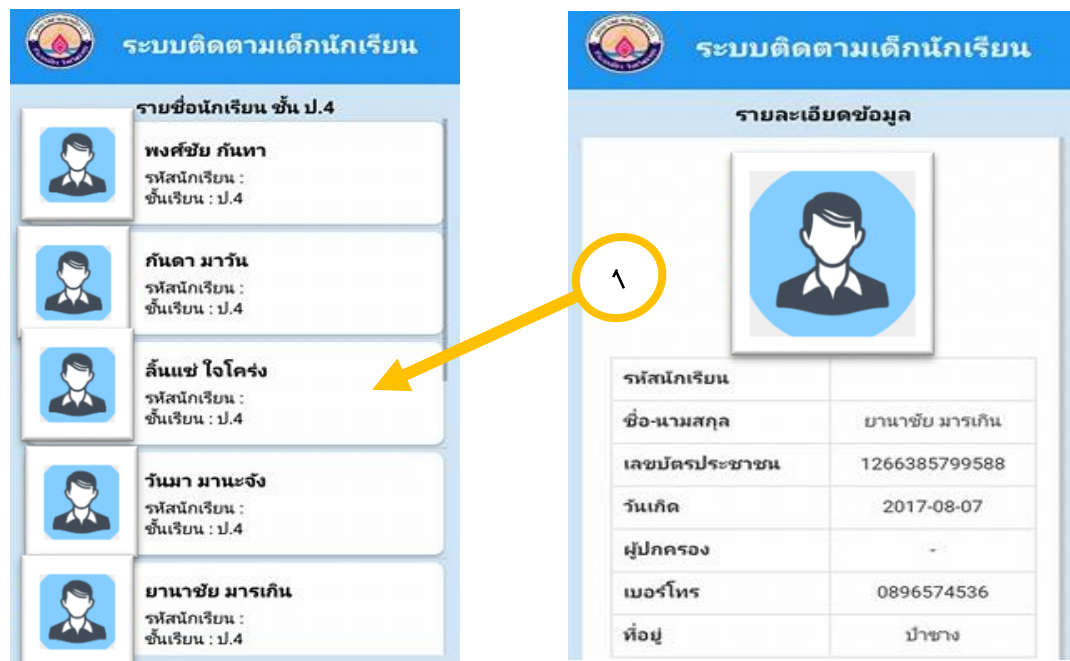 ระบบติดตามเด็กนักเรียน
รายชื่อนักเรียน ชั้น ป.4
พงศ์ชัย กันทา
รหัสนักเรียน :
ชั้นเรียน : ป.4
กันดา มาวัน
รหัสนักเรียน :
ชั้นเรียน : ป.4
ลิ้นแซ่ ใจโคร่ง
รหัสนักเรียน :
ชั้นเรียน : ป.4
วันมา มานะจัง
รหัสนักเรียน :
ชั้นเรียน : ป.4
ยานาชัย มารเกิน
รหัสนักเรียน :
ชั้นเรียน : ป.4
ระบบติดตามเด็กนักเรียน
รายละเอียดข้อมูล
๑
รหัสนักเรียน
ชื่อ-นามสกุล ยานาชัย มารเกิน
เลขบัตรประชาชน 1266385799588
วันเกิด 2017-08-07
ผู้ปกครอง -
เบอร์โทร 0896574536
ที่อยู่ ป่าซาง